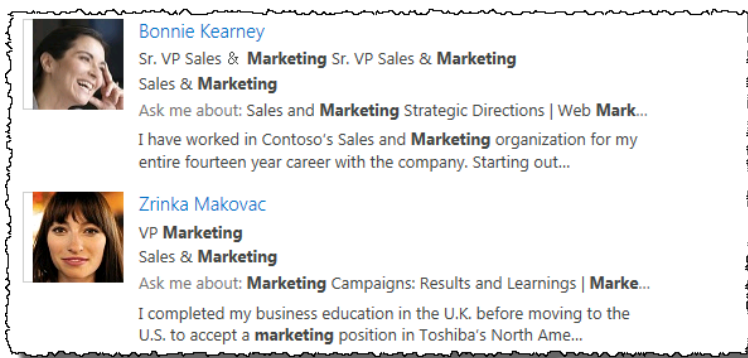 Bonnie Kearney
Sr. VP Sales & Marketing Sr. VP Sales & Marketing
Sales & Marketing
Ask me about: Sales and Marketing Strategic Directions | Web Mark...
I have worked in Contoso's Sales and Marketing organization for my
entire fourteen year career with the company. Starting out...
Zrinka Makovac
VP Marketing
Sales & Marketing
Ask me about: Marketing Campaigns: Results and Learnings | Marke...
I completed my business education in the U.K. before moving to the
U.S. to accept a marketing position in Toshiba's North Ame...